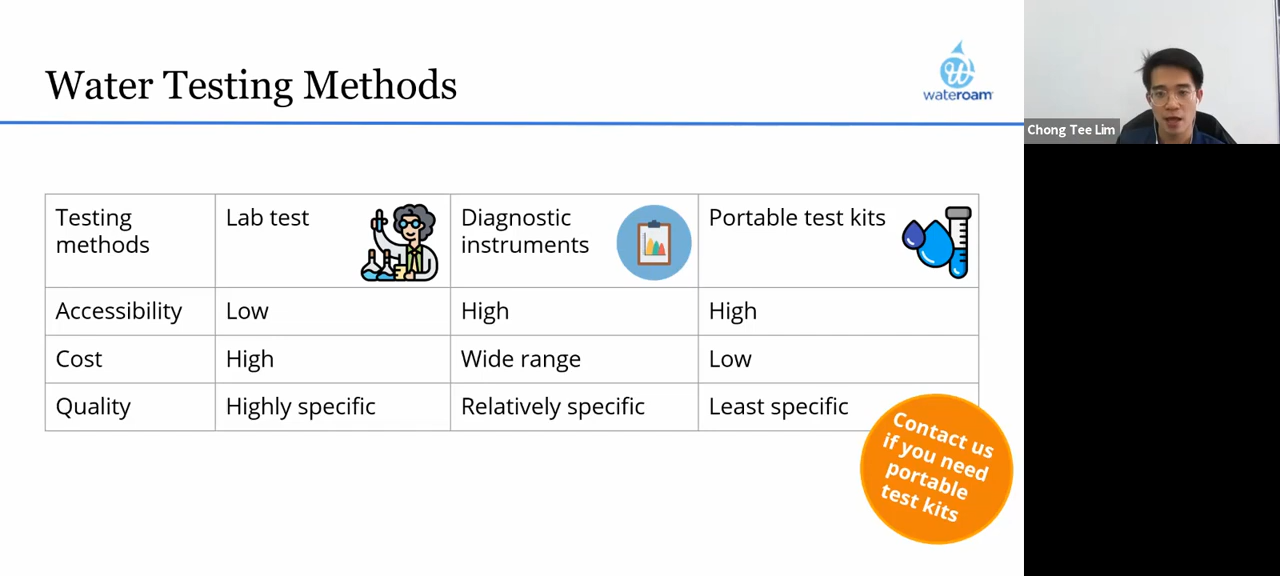 Water Testing Methods
wateroam
Chong Tee Lim
Testing methods
Lab test
Diagnostic instruments
Portable test kits
Accessibility
Low
High
High
Cost
High
Wide range
Low
Quality
Highly specific
Relatively specific
Least specific
Contact us
if you need
portable
test kits